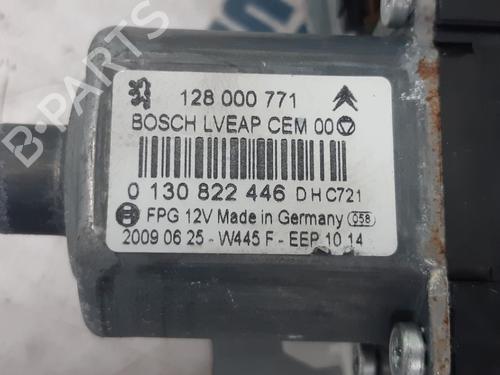 128 000 771
BOSCH LVEAP CEM 00
0 130 822 446 DHC721
FPG 12V Made in Germany 058
2009 06 25 - W445 F - EEP 10 14
B-PARTS